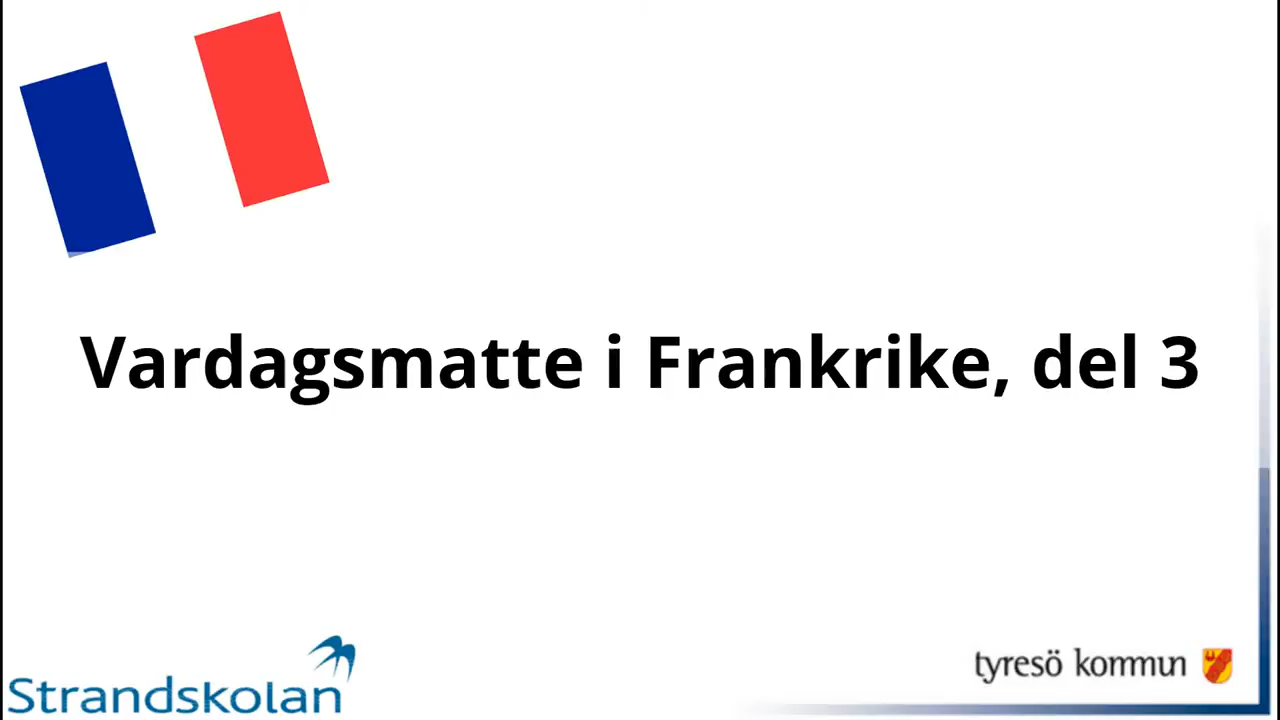 Vardagsmatte i Frankrike, del 3
Strandskolan
tyresö kommun